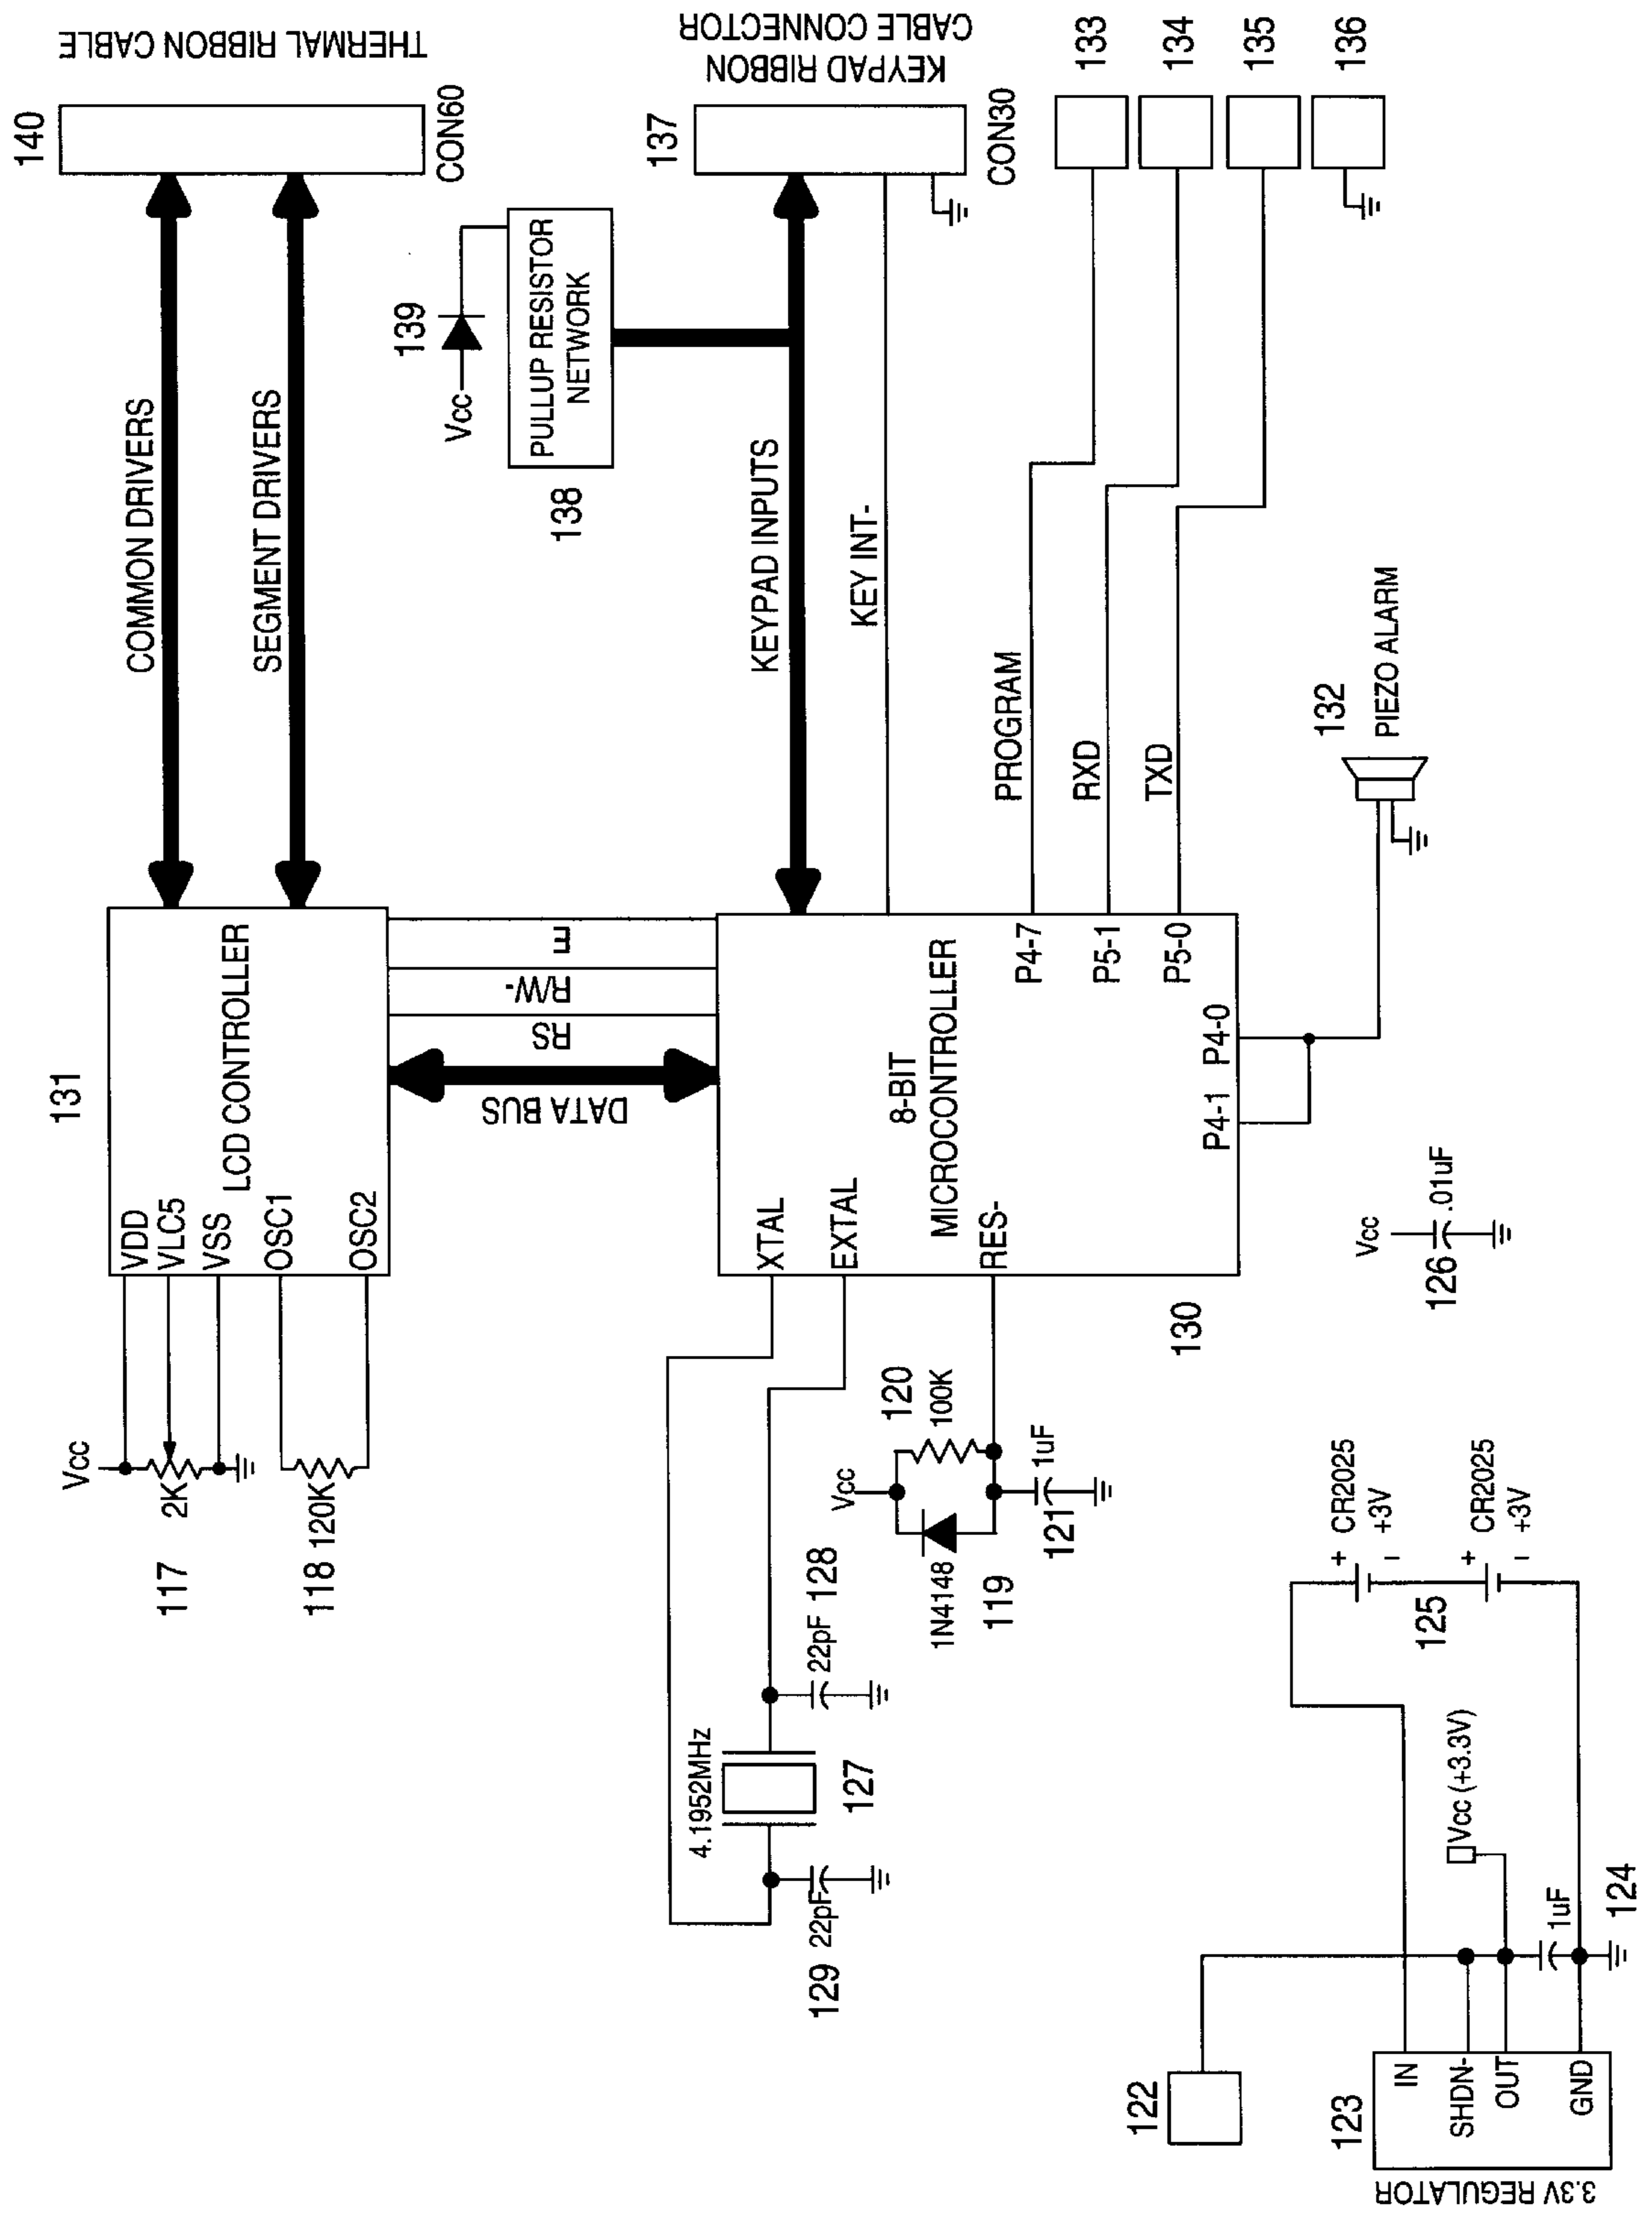 THERMAL RIBBON CABLE
140
CON60
COMMON DRIVERS
SEGMENT DRIVERS
131
LCD CONTROLLER
VDD
VLC5
VSS
OSC1
OSC2
Vcc
2K
117
120K
118
E
R/W-
RS
DATA BUS
139
Vcc
PULLUP RESISTOR
NETWORK
138
KEYPAD RIBBON
CABLE CONNECTOR
137
CON30
KEYPAD INPUTS
KEY INT-
133
134
135
136
PROGRAM
RXD
TXD
8-BIT
MICROCONTROLLER
XTAL
EXTAL
RES-
P4-7
P5-1
P5-0
P4-1
P4-0
130
132
PIEZO ALARM
4.1952MHz
127
22pF
128
22pF
129
Vcc
120
100K
1N4148
119
1uF
121
Vcc
.01uF
126
CR2025
+3V
+
-
CR2025
+3V
+
-
125
Vcc (+3.3V)
1uF
124
122
123
IN
SHDN-
OUT
GND
3.3V REGULATOR